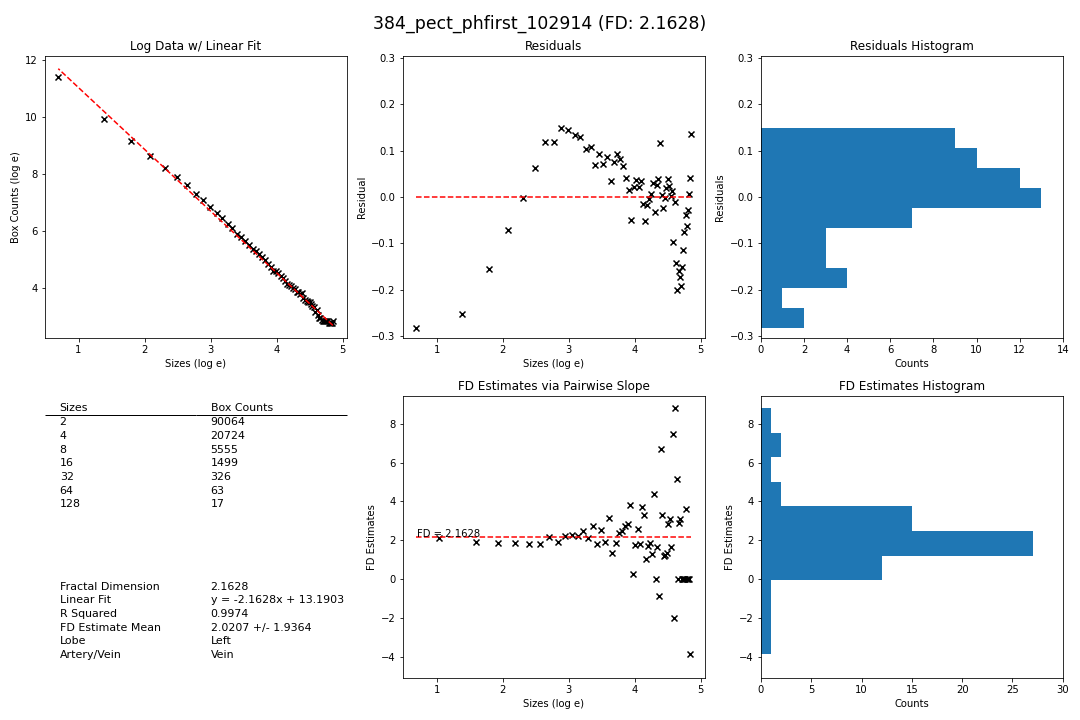 384_pect_phfirst_102914 (FD: 2.1628)
Log Data w/ Linear Fit
Box Counts (log e)
12
10
8
6
4
1 2 3 4 5
Sizes (log e)
Residuals
Residual
0.3
0.2
0.1
0.0
−0.1
−0.2
−0.3
1 2 3 4 5
Sizes (log e)
Residuals Histogram
Residuals
0.3
0.2
0.1
0.0
−0.1
−0.2
−0.3
0 2 4 6 8 10 12 14
Counts
Sizes Box Counts
2 90064
4 20724
8 5555
16 1499
32 326
64 63
128 17
Fractal Dimension 2.1628
Linear Fit y = -2.1628x + 13.1903
R Squared 0.9974
FD Estimate Mean 2.0207 +/- 1.9364
Lobe Left
Artery/Vein Vein
FD Estimates via Pairwise Slope
FD Estimates
8
6
4
2
0
−2
−4
FD = 2.1628
1 2 3 4 5
Sizes (log e)
FD Estimates Histogram
FD Estimates
8
6
4
2
0
−2
−4
0 5 10 15 20 25 30
Counts